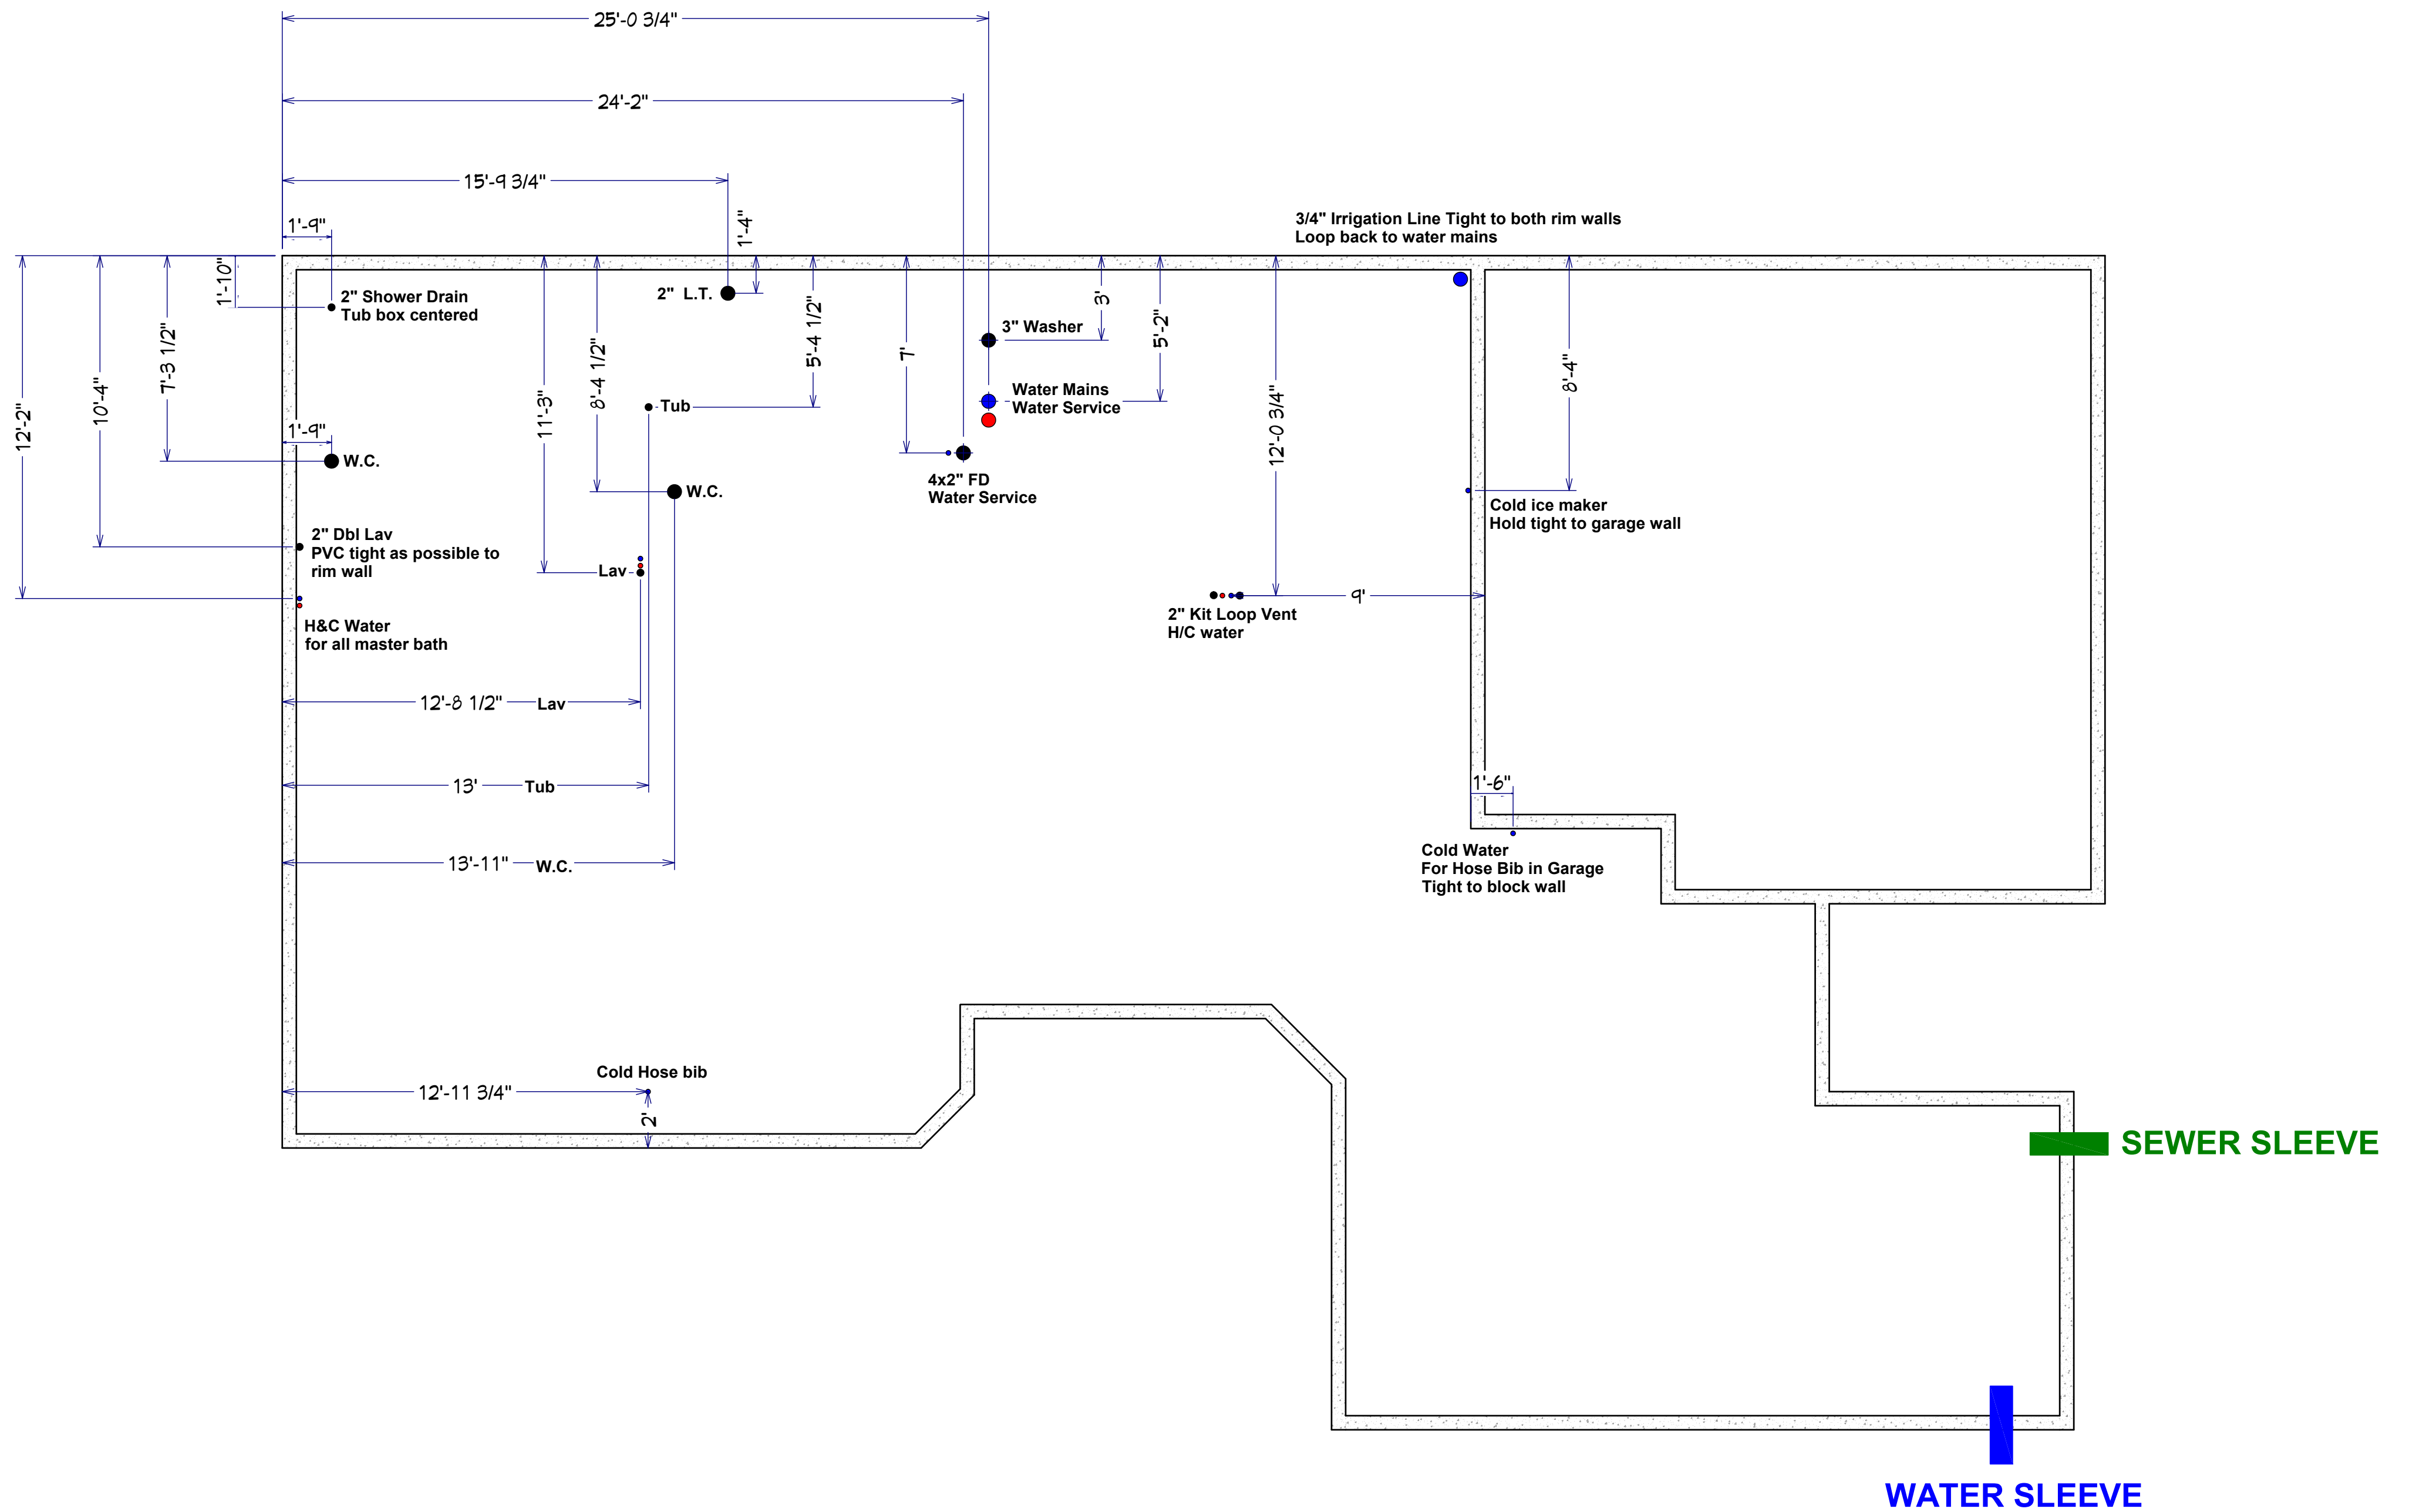 25'-0 3/4"
24'-2"
15'-9 3/4"
1'-9"
1'-4"
3/4" Irrigation Line Tight to both rim walls
Loop back to water mains
1'-10"
2" Shower Drain
Tub box centered
2" L.T.
3'
3" Washer
12'-2"
10'-4"
7'-3 1/2"
11'-3"
8'-4 1/2"
5'-4 1/2"
7'
5'-2"
12'-0 3/4"
8'-4"
Tub
Water Mains
Water Service
1'-9"
W.C.
W.C.
4x2" FD
Water Service
Cold ice maker
Hold tight to garage wall
2" Dbl Lav
PVC tight as possible to
rim wall
Lav
9'
2" Kit Loop Vent
H/C water
H&C Water
for all master bath
12'-8 1/2" Lav
13' Tub
1'-6"
13'-11" W.C.
Cold Water
For Hose Bib in Garage
Tight to block wall
Cold Hose bib
12'-11 3/4"
2'
SEWER SLEEVE
WATER SLEEVE